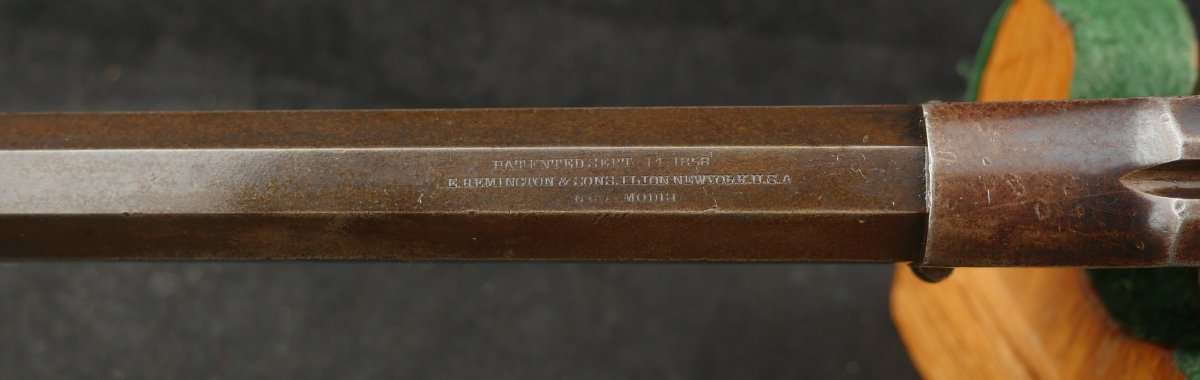 PATENTED. SEPT. 14. 1858
E. REMINGTON & SONS. ILION NEW YORK. U.S.A
MODEL